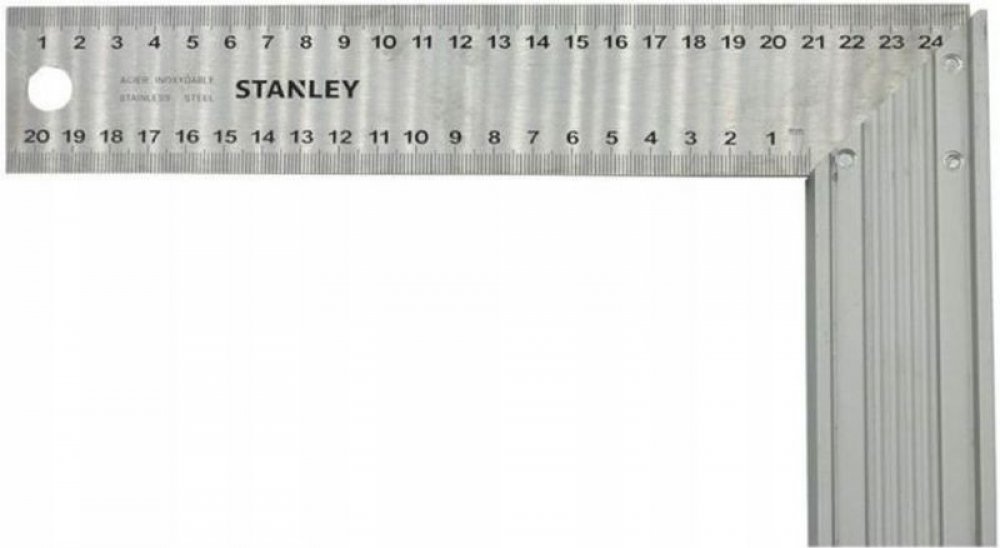 1 2 3 4 5 6 7 8 9 10 11 12 13 14 15 16 17 18 19 20 21 22 23 24
ACIER INOXYDABLE
STAINLESS STEEL
STANLEY
20 19 18 17 16 15 14 13 12 11 10 9 8 7 6 5 4 3 2 1 mm